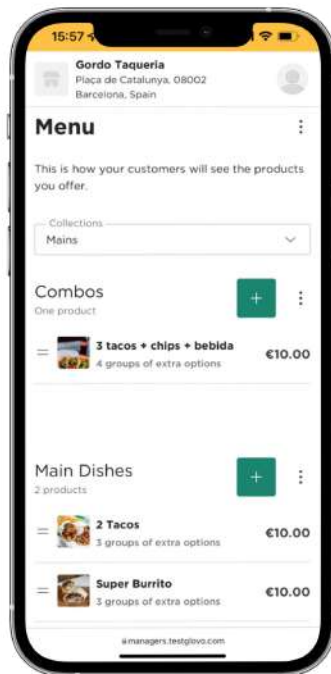 15:57
Gordo Taqueria
Plaça de Catalunya, 08002
Barcelona, Spain
Menu
This is how your customers will see the products
you offer.
Collections
Mains
Combos
One product
3 tacos + chips + bebida
€10.00
4 groups of extra options
Main Dishes
2 products
2 Tacos
€10.00
3 groups of extra options
Super Burrito
€10.00
3 groups of extra options
managers.testglovo.com